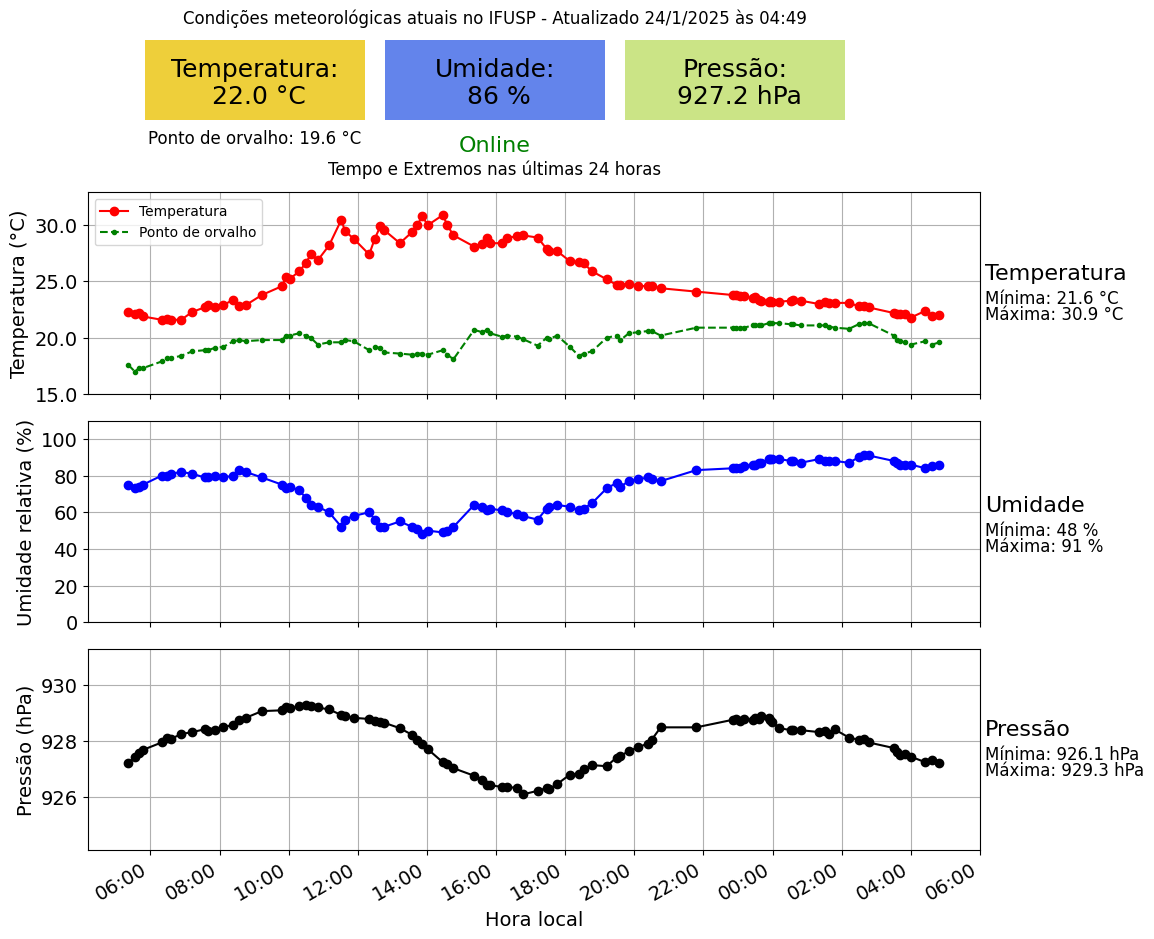 Condições meteorológicas atuais no IFUSP - Atualizado 24/1/2025 às 04:49
Temperatura:
22.0 °C
Umidade:
86 %
Pressão:
927.2 hPa
Ponto de orvalho: 19.6 °C
Online
Tempo e Extremos nas últimas 24 horas
Temperatura (°C)
30.0
25.0
20.0
15.0
Temperatura
Ponto de orvalho
Temperatura
Mínima: 21.6 °C
Máxima: 30.9 °C
Umidade relativa (%)
100
80
60
40
20
0
Umidade
Mínima: 48 %
Máxima: 91 %
Pressão (hPa)
930
928
926
Pressão
Mínima: 926.1 hPa
Máxima: 929.3 hPa
06:00 08:00 10:00 12:00 14:00 16:00 18:00 20:00 22:00 00:00 02:00 04:00 06:00
Hora local